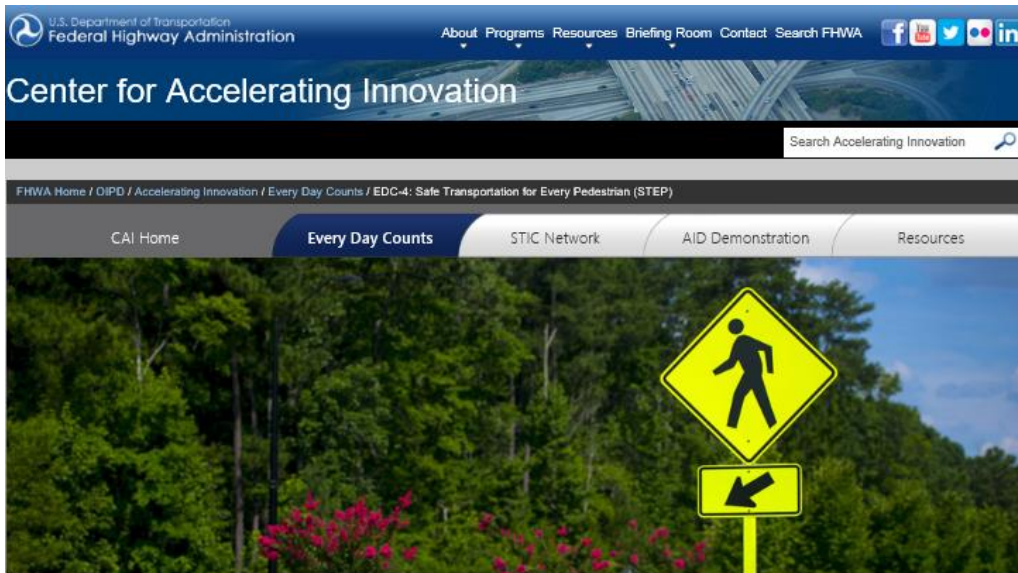 U.S. Department of Transportation
Federal Highway Administration
About Programs Resources Briefing Room Contact Search FHWA
Center for Accelerating Innovation
Search Accelerating Innovation
FHWA Home / OIPD / Accelerating Innovation / Every Day Counts / EDC-4: Safe Transportation for Every Pedestrian (STEP)
CAI Home Every Day Counts STIC Network AID Demonstration Resources